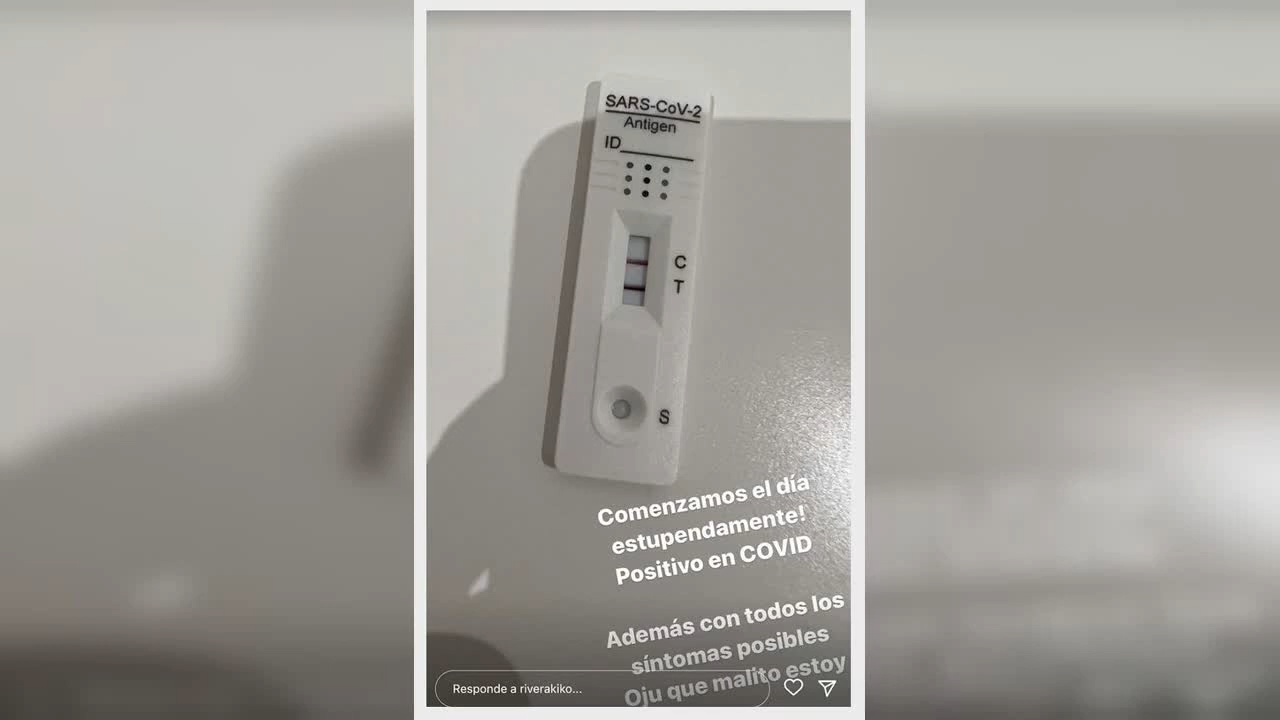 SARS-CoV-2
Antigen
ID
C
T
S
Comenzamos el día
estupendamente!
Positivo en COVID
Además con todos los
síntomas posibles
Oju que malito estoy
Responde a riverakiko...